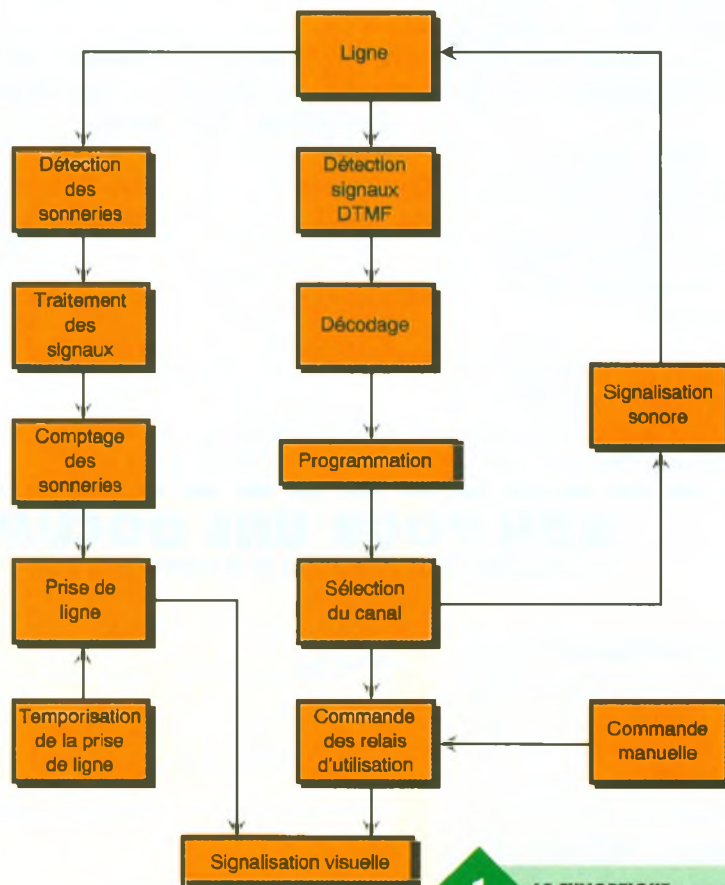 Ligne
Détection
des
sonneries
Détection
signaux
DTMF
Traitement
des
signaux
Décodage
Signalisation
sonore
Comptage
des
sonneries
Programmation
Prise de
ligne
Sélection
du canal
Temporisation
de la prise
de ligne
Commande
des relais
d'utilisation
Commande
manuelle
Signalisation visuelle
1